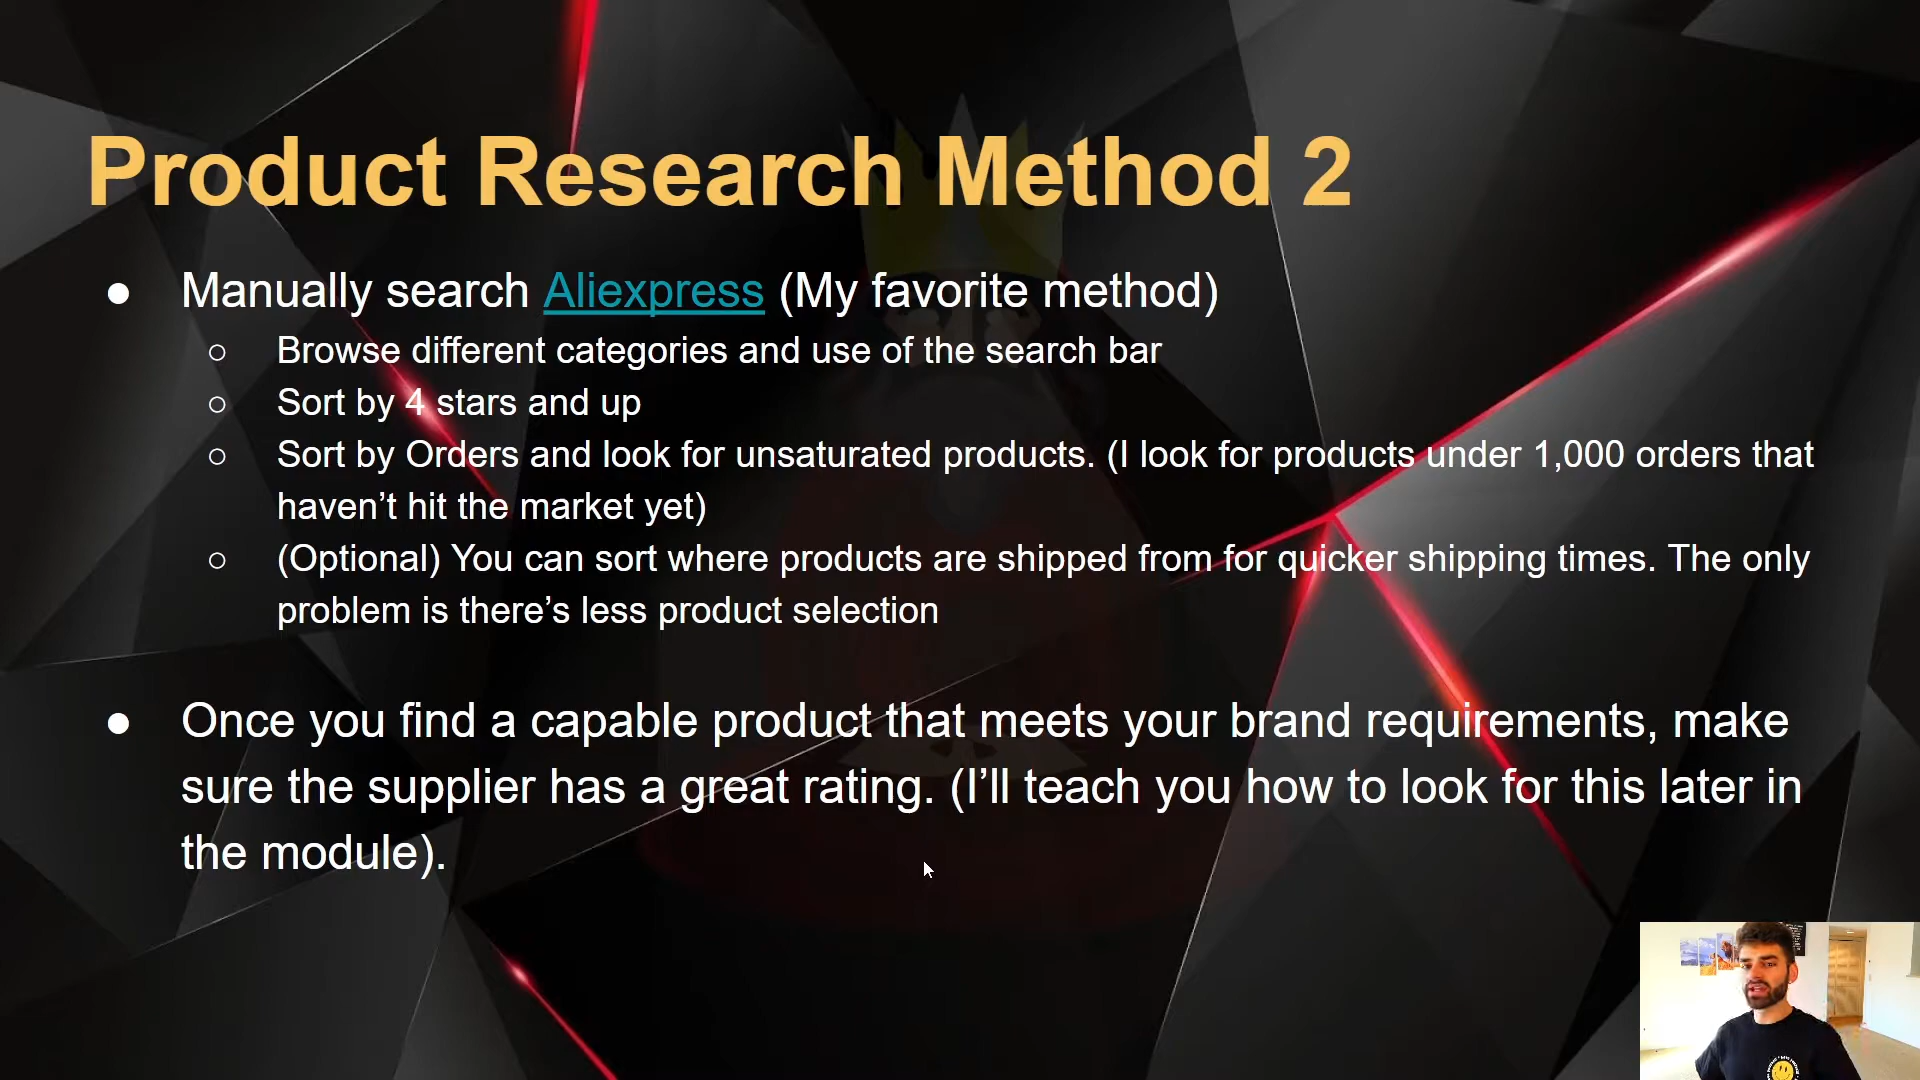 Product Research Method 2
● Manually search Aliexpress (My favorite method)
○ Browse different categories and use of the search bar
○ Sort by 4 stars and up
○ Sort by Orders and look for unsaturated products. (I look for products under 1,000 orders that
haven’t hit the market yet)
○ (Optional) You can sort where products are shipped from for quicker shipping times. The only
problem is there’s less product selection
● Once you find a capable product that meets your brand requirements, make
sure the supplier has a great rating. (I’ll teach you how to look for this later in
the module).